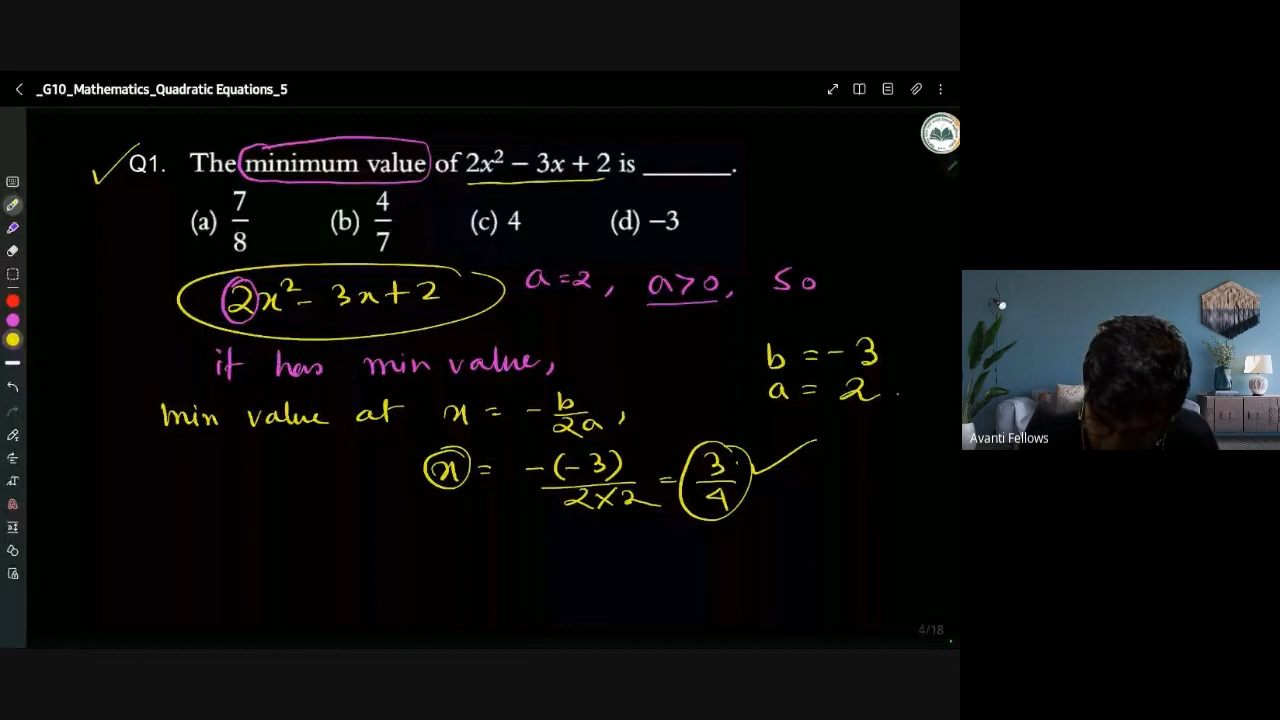 _G10_Mathematics_Quadratic Equations_5
Q1. The minimum value of 2x² − 3x + 2 is ______.
(a) 7/8 (b) 4/7 (c) 4 (d) −3
2x² − 3x + 2 a = 2, a > 0, so
it has min value,
b = −3
a = 2.
min value at x = −b/2a,
x = −(−3)/2×2 = 3/4
Avanti Fellows
4/18